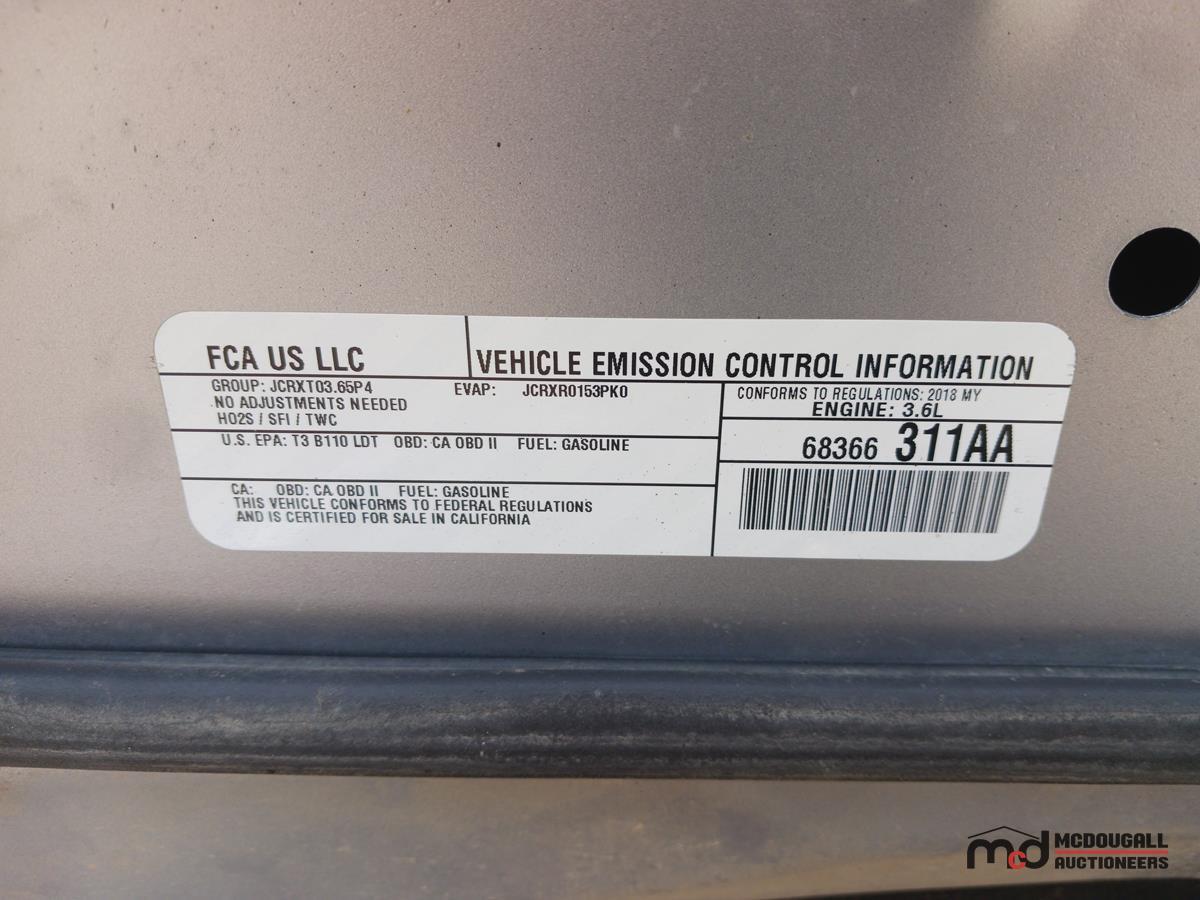 FCA US LLC
VEHICLE EMISSION CONTROL INFORMATION
GROUP: JCRXT03.65P4 EVAP: JCRXR0153PK0
NO ADJUSTMENTS NEEDED
HO2S / SFI / TWC
CONFORMS TO REGULATIONS: 2018 MY
ENGINE: 3.6L
U.S. EPA: T3 B110 LDT OBD: CA OBD II FUEL: GASOLINE
68366 311AA
CA: OBD: CA OBD II FUEL: GASOLINE
THIS VEHICLE CONFORMS TO FEDERAL REGULATIONS
AND IS CERTIFIED FOR SALE IN CALIFORNIA
mcd MCDOUGALL
AUCTIONEERS